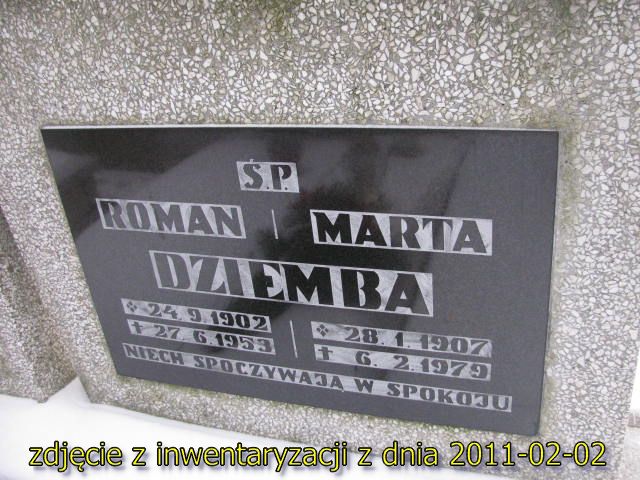 Ś.P.
ROMAN | MARTA
DZIEMBA
24.9.1902 28.1.1907
† 27.6.1953 † 6.2.1979
NIECH SPOCZYWAJĄ W SPOKOJU
zdjęcie z inwentaryzacji z dnia 2011-02-02